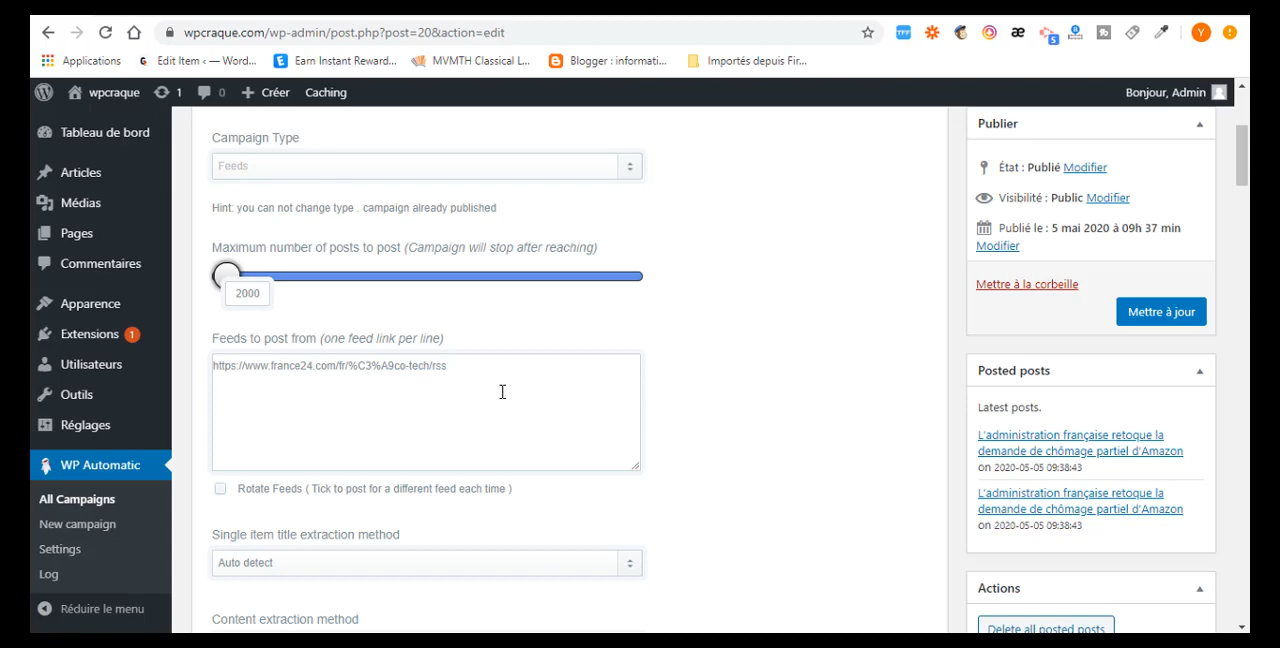 wpcraque.com/wp-admin/post.php?post=20&action=edit
Applications
Edit Item ‹ — Word...
Earn Instant Reward...
MVMTH Classical L...
Blogger : informati...
Importés depuis Fir...
wpcraque
1
0
Créer
Caching
Bonjour, Admin
Tableau de bord
Articles
Médias
Pages
Commentaires
Apparence
Extensions 1
Utilisateurs
Outils
Réglages
WP Automatic
All Campaigns
New campaign
Settings
Log
Réduire le menu
Campaign Type
Feeds
Hint: you can not change type . campaign already published
Maximum number of posts to post (Campaign will stop after reaching)
2000
Feeds to post from (one feed link per line)
https://www.france24.com/fr/%C3%A9co-tech/rss
Rotate Feeds ( Tick to post for a different feed each time )
Single item title extraction method
Auto detect
Content extraction method
Publier
État : Publié Modifier
Visibilité : Public Modifier
Publié le : 5 mai 2020 à 09h 37 min
Modifier
Mettre à la corbeille
Mettre à jour
Posted posts
Latest posts.
L'administration française retoque la
demande de chômage partiel d'Amazon
on 2020-05-05 09:38:43
L'administration française retoque la
demande de chômage partiel d'Amazon
on 2020-05-05 09:38:43
Actions
Delete all posted posts